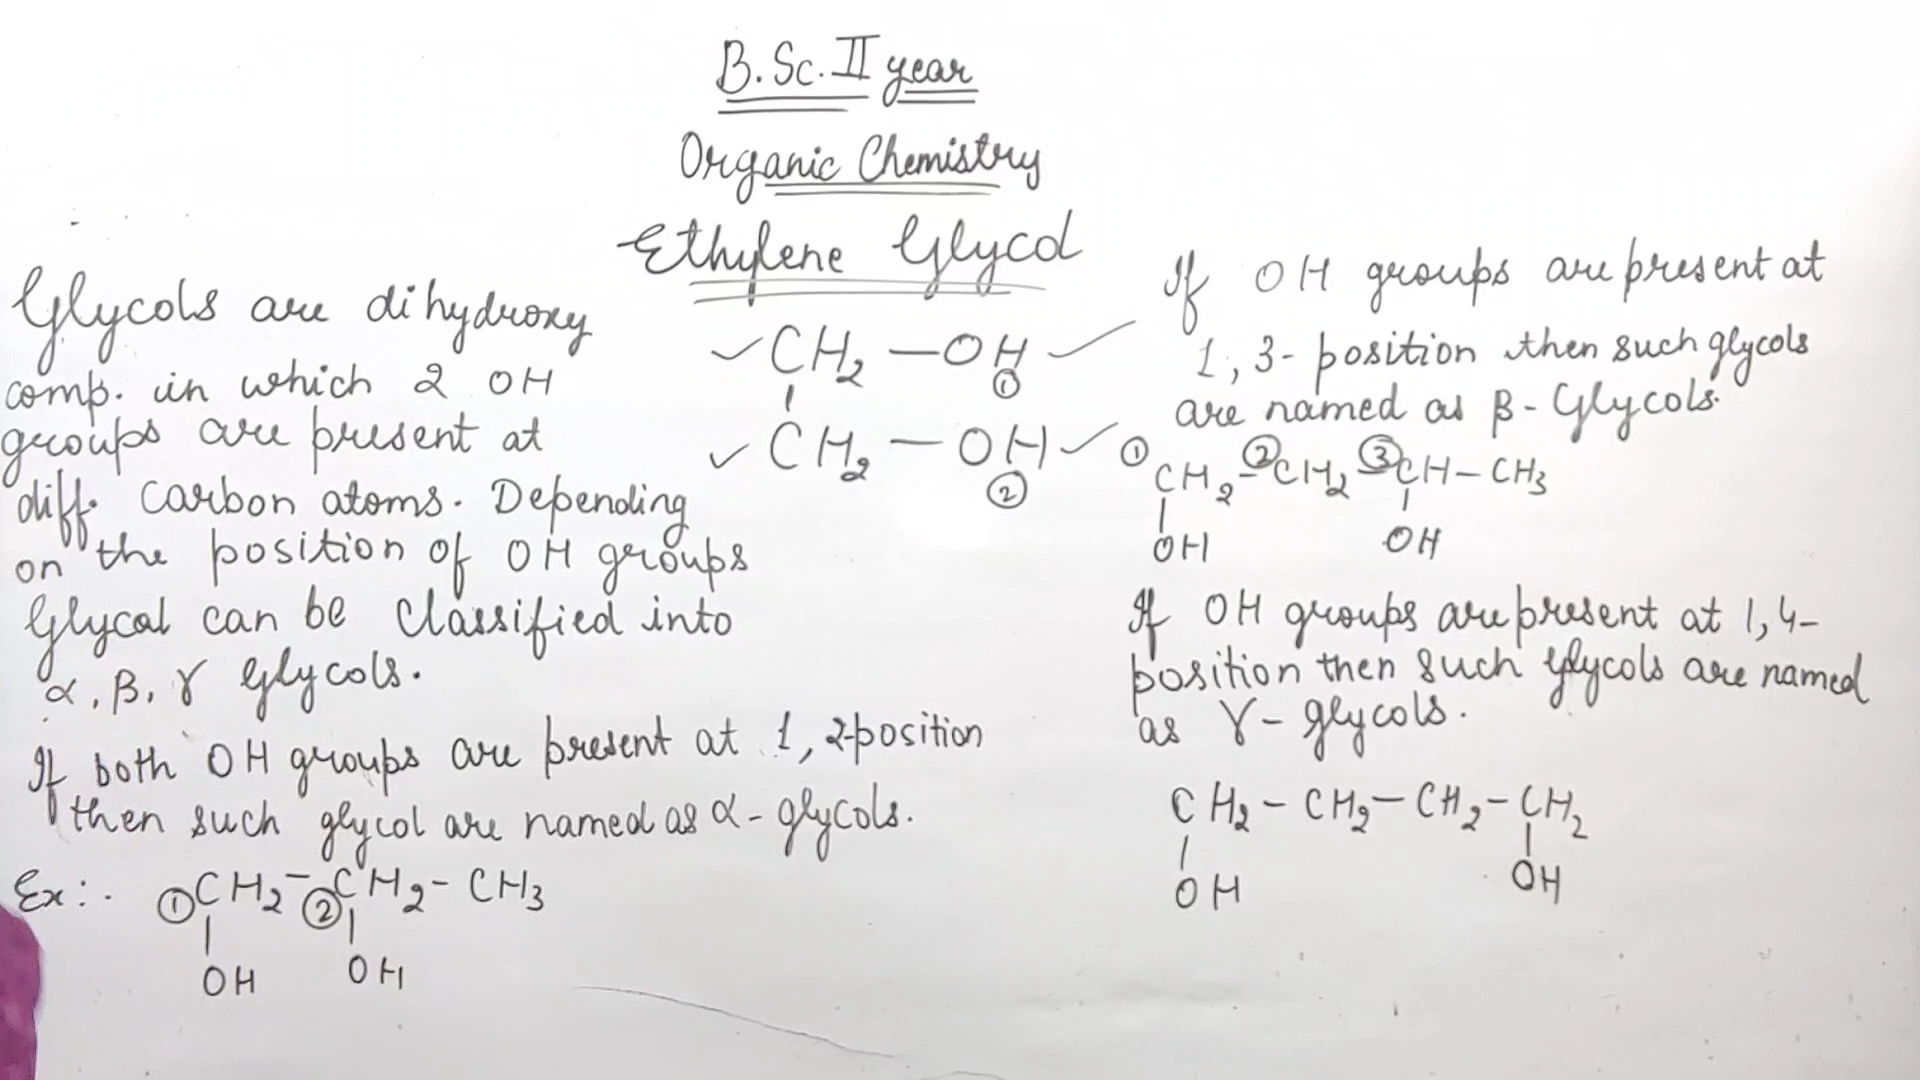 B.Sc. II year
Organic Chemistry
Ethylene Glycol
Glycols are dihydroxy
comp. in which 2 OH
groups are present at
diff. carbon atoms. Depending
on the position of OH groups
Glycol can be Classified into
α, β, γ Glycols.
If both OH groups are present at 1, 2-position
then such glycol are named as α- glycols.
Ex:. ①CH2-②CH2- CH3
OH OH
CH2 — OH
①
CH2 — OH
②
If OH groups are present at
1, 3- position then such glycols
are named as β- Glycols.
① ② ③
CH2-CH2-CH-CH3
OH OH
If OH groups are present at 1,4-
position then such glycols are named
as γ- glycols.
CH2- CH2- CH2- CH2
OH OH